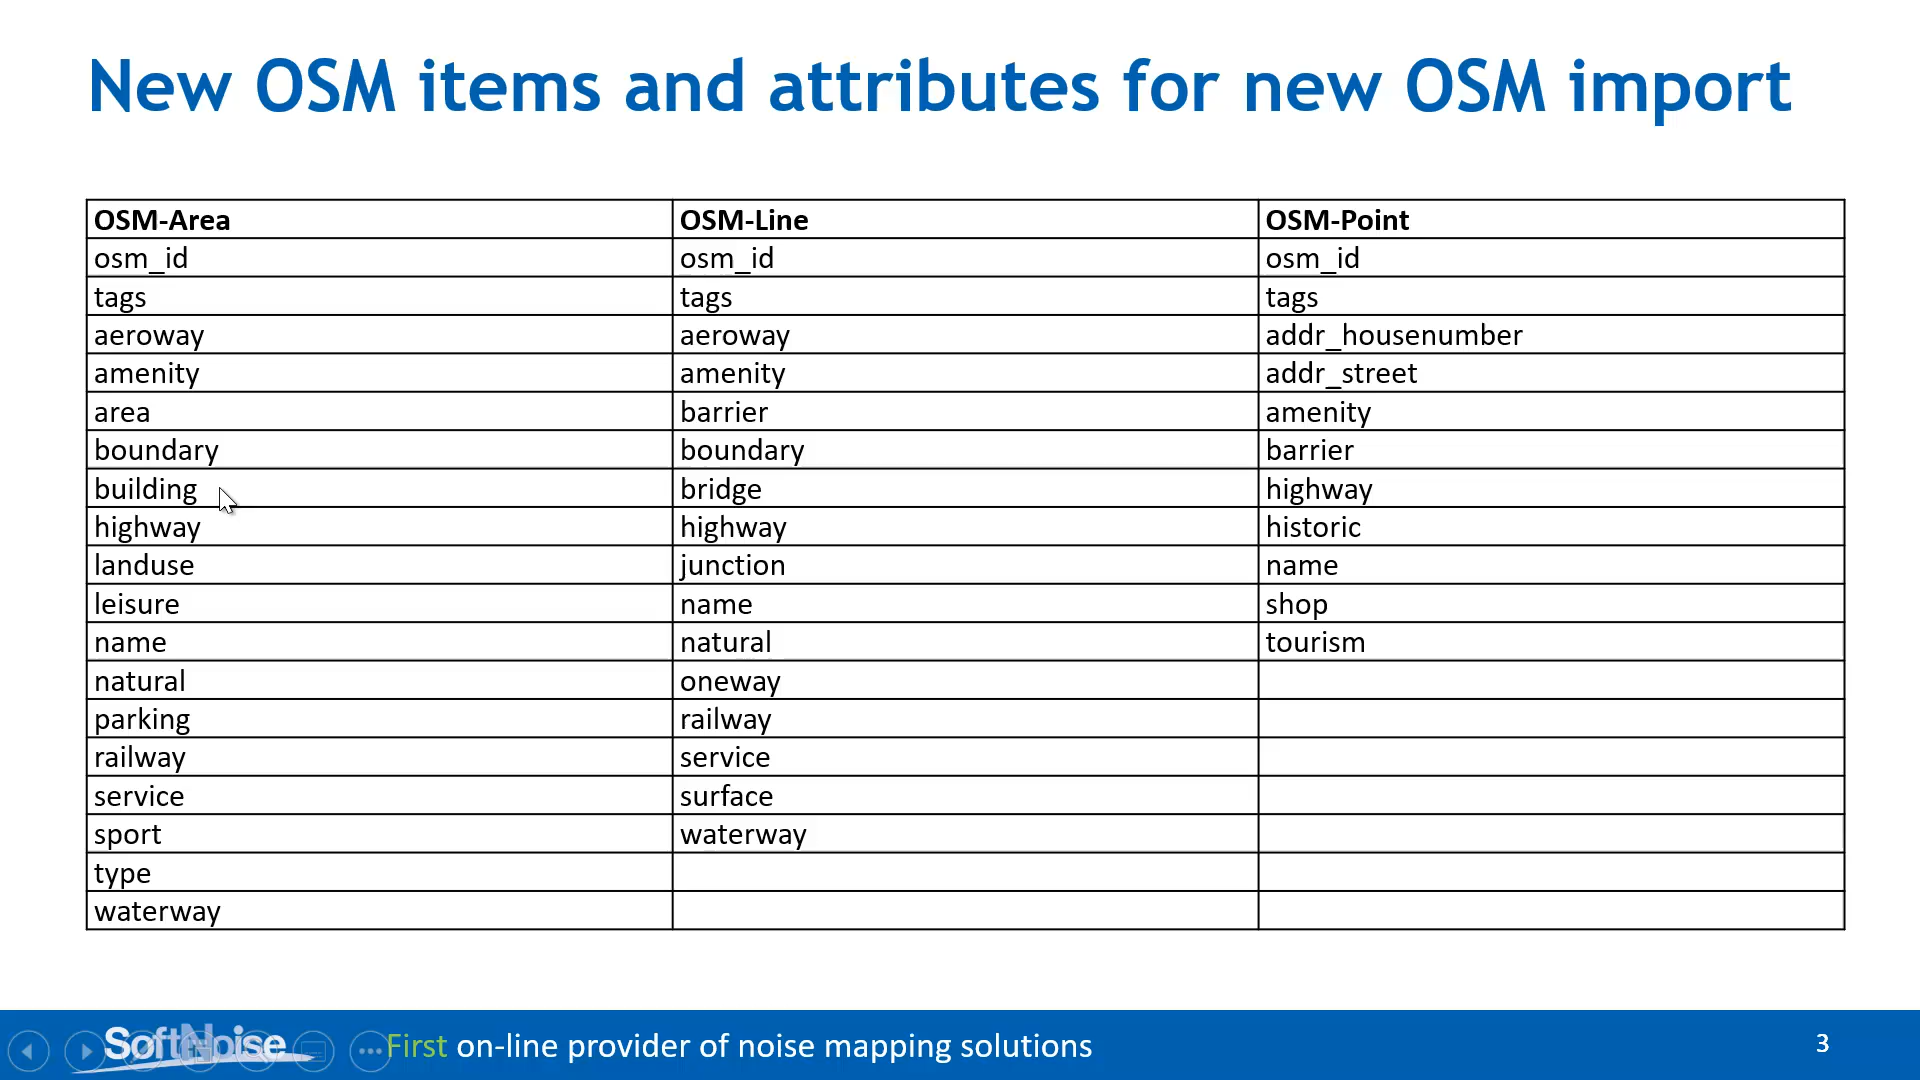 New OSM items and attributes for new OSM import
OSM-Area OSM-Line OSM-Point
osm_id osm_id osm_id
tags tags tags
aeroway aeroway addr_housenumber
amenity amenity addr_street
area barrier amenity
boundary boundary barrier
building bridge highway
highway highway historic
landuse junction name
leisure name shop
name natural tourism
natural oneway
parking railway
railway service
service surface
sport waterway
type
waterway
SoftNoise First on-line provider of noise mapping solutions 3